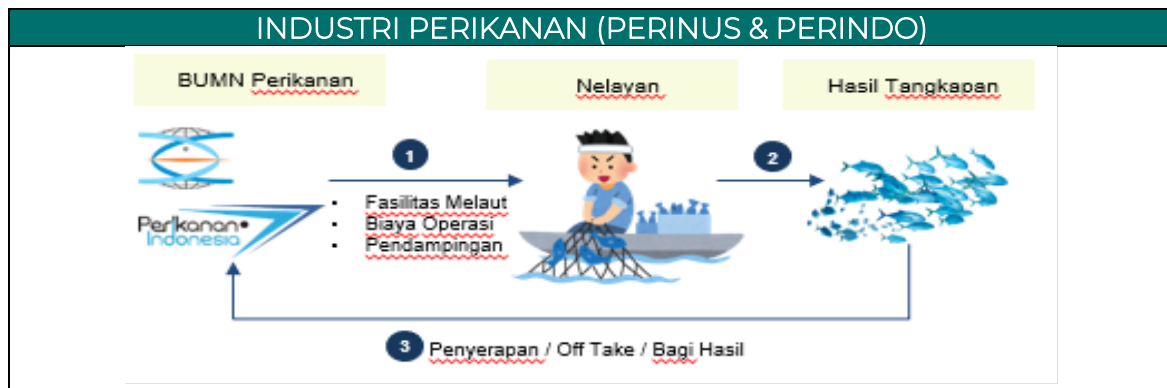 INDUSTRI PERIKANAN (PERINUS & PERINDO)
BUMN Perikanan
Nelayan
Hasil Tangkapan
1
2
▪ Fasilitas Melaut
▪ Biaya Operasi
▪ Pendampingan
Perikanan
Indonesia
3 Penyerapan / Off Take / Bagi Hasil